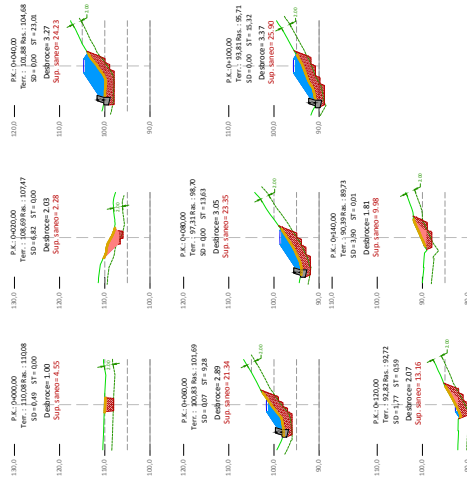 P.K.: 0+000,00
Terr. : 110,08 Ras. : 110,08
SD = 0,49 ST = 0,00
Desbroce= 1.00
Sup. saneo= 4.55
130,0
120,0
110,0
100,0
P.K.: 0+020,00
Terr. : 108,69 Ras. : 107,47
SD = 6,82 ST = 0,00
Desbroce= 2.03
Sup. saneo= 2.28
130,0
120,0
110,0
100,0
P.K.: 0+040,00
Terr. : 101,88 Ras. : 104,68
SD = 0,00 ST = 23,01
Desbroce= 3.27
Sup. saneo= 24.23
120,0
110,0
100,0
90,0
P.K.: 0+060,00
Terr. : 100,83 Ras. : 101,69
SD = 0,07 ST = 9,28
Desbroce= 2.89
Sup. saneo= 21.34
120,0
110,0
100,0
90,0
P.K.: 0+080,00
Terr. : 97,31 Ras. : 98,70
SD = 0,00 ST = 13,63
Desbroce= 3.05
Sup. saneo= 23.35
120,0
110,0
100,0
90,0
P.K.: 0+100,00
Terr. : 93,81 Ras. : 95,71
SD = 0,00 ST = 15,32
Desbroce= 3.37
Sup. saneo= 25.90
110,0
100,0
90,0
P.K.: 0+120,00
Terr. : 92,82 Ras. : 92,72
SD = 1,77 ST = 0,59
Desbroce= 2.07
Sup. saneo= 13.16
110,0
100,0
P.K.: 0+140,00
Terr. : 90,39 Ras. : 89,73
SD = 3,90 ST = 0,01
Desbroce= 1.81
Sup. saneo= 9.98
110,0
100,0
90,0